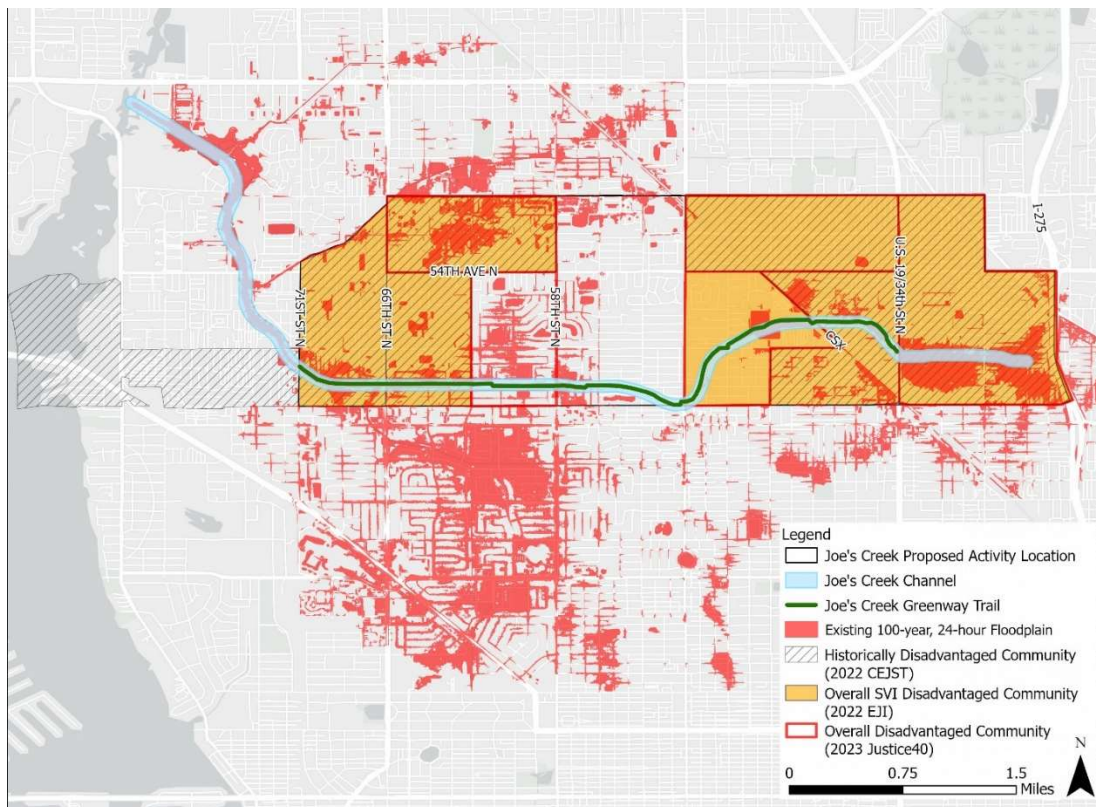 I-275
U.S. 19/34th St N
54TH AVE N
71ST ST N
66TH ST N
58TH ST N
CSX
Legend
Joe's Creek Proposed Activity Location
Joe's Creek Channel
Joe's Creek Greenway Trail
Existing 100-year, 24-hour Floodplain
Historically Disadvantaged Community
(2022 CEJST)
Overall SVI Disadvantaged Community
(2022 EJI)
Overall Disadvantaged Community
(2023 Justice40)
N
0 0.75 1.5
Miles